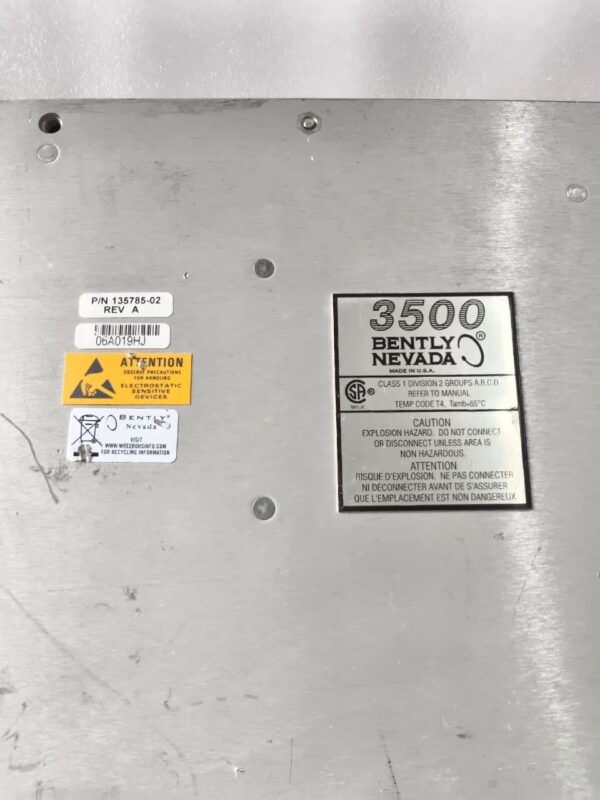 P/N 135785-02
REV A
06A019HJ
ATTENTION
OBSERVE PRECAUTIONS
FOR HANDLING
ELECTROSTATIC
SENSITIVE
DEVICES
BENTLY®
Nevada
VISIT
WWW.WEEEROHSINFO.COM
FOR RECYCLING INFORMATION
3500
BENTLY ®
NEVADA
MADE IN U.S.A.
CLASS 1 DIVISION 2 GROUPS A,B,C,D
REFER TO MANUAL
TEMP CODE T4, Tamb=65°C
SA ®
CAUTION
EXPLOSION HAZARD. DO NOT CONNECT
OR DISCONNECT UNLESS AREA IS
NON HAZARDOUS.
ATTENTION
RISQUE D'EXPLOSION. NE PAS CONNECTER
NI DÉCONNECTER AVANT DE S'ASSURER
QUE L'EMPLACEMENT EST NON DANGEREUX